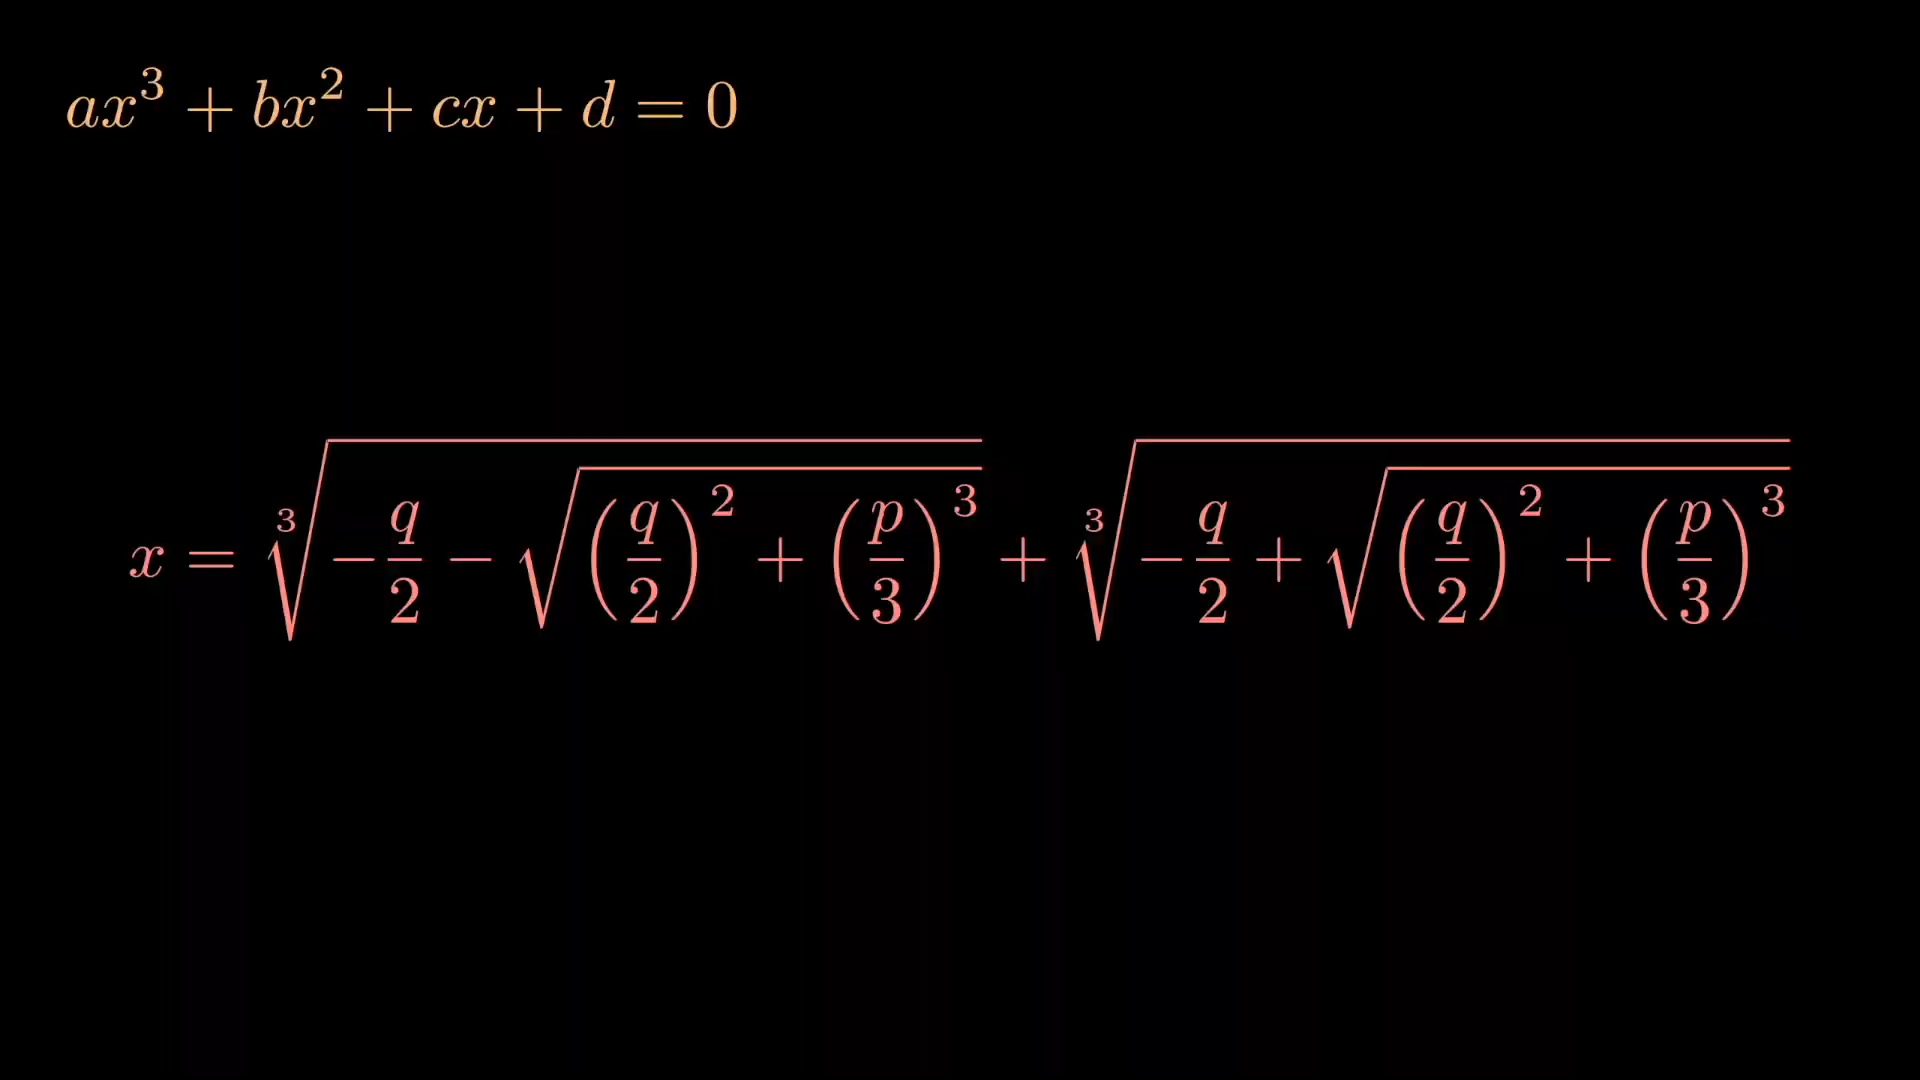 ax³ + bx² + cx + d = 0
x = ∛(−q/2 − √((q/2)² + (p/3)³)) + ∛(−q/2 + √((q/2)² + (p/3)³))